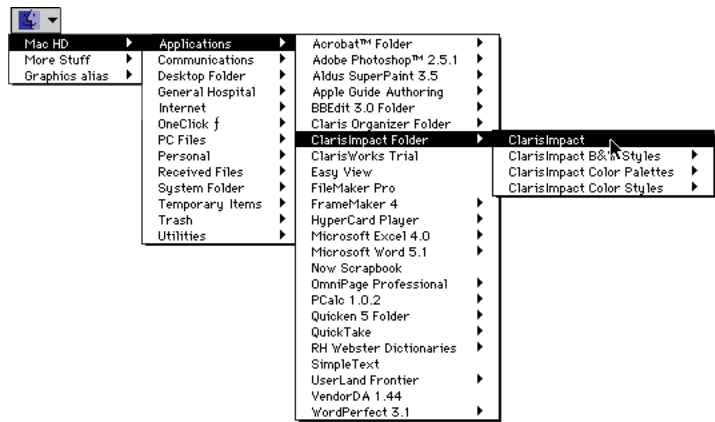 Mac HD
More Stuff
Graphics alias
Applications
Communications
Desktop Folder
General Hospital
Internet
OneClick ƒ
PC Files
Personal
Received Files
System Folder
Temporary Items
Trash
Utilities
Acrobat™ Folder
Adobe Photoshop™ 2.5.1
Aldus SuperPaint 3.5
Apple Guide Authoring
BBEdit 3.0 Folder
Claris Organizer Folder
ClarisImpact Folder
ClarisWorks Trial
Easy View
FileMaker Pro
FrameMaker 4
HyperCard Player
Microsoft Excel 4.0
Microsoft Word 5.1
Now Scrapbook
OmniPage Professional
PCalc 1.0.2
Quicken 5 Folder
QuickTake
RH Webster Dictionaries
SimpleText
UserLand Frontier
VendorDA 1.44
WordPerfect 3.1
ClarisImpact
ClarisImpact B&W Styles
ClarisImpact Color Palettes
ClarisImpact Color Styles